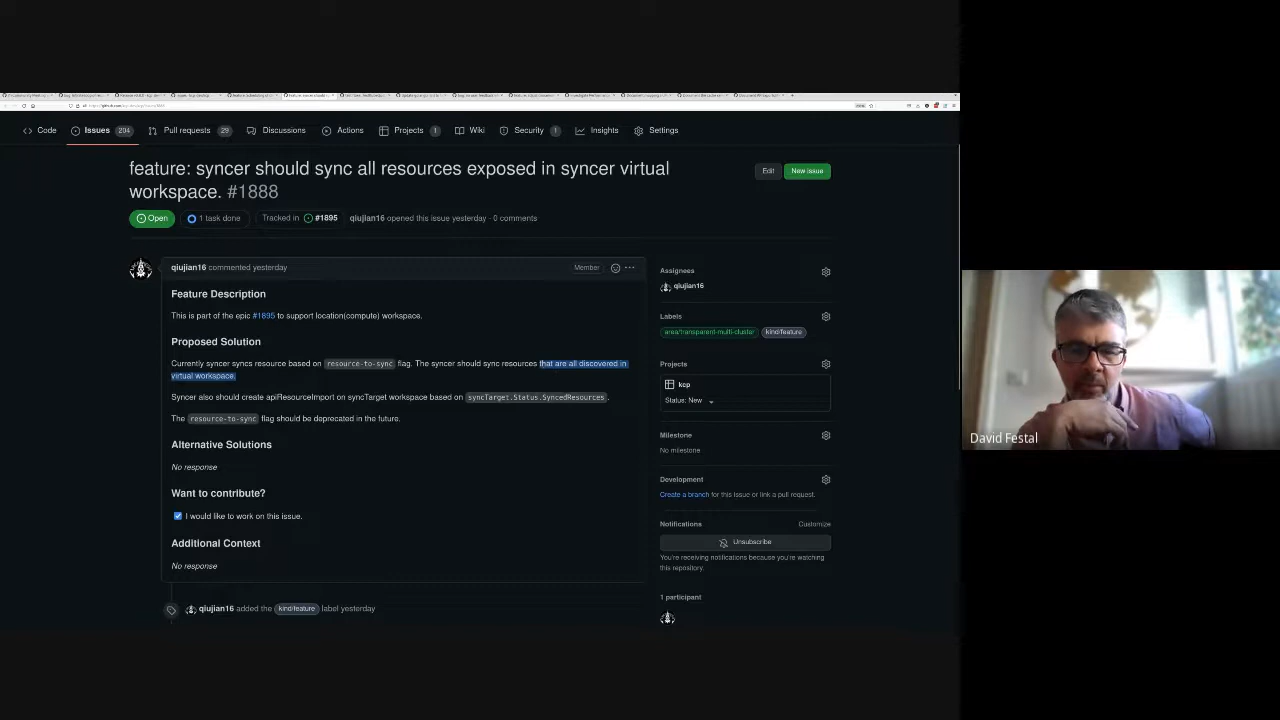 Code
Issues 204
Pull requests 29
Discussions
Actions
Projects 1
Wiki
Security 1
Insights
Settings
feature: syncer should sync all resources exposed in syncer virtual
workspace. #1888
Edit
New issue
Open
1 task done
Tracked in #1895
qiujian16 opened this issue yesterday · 0 comments
qiujian16 commented yesterday
Member
Feature Description
This is part of the epic #1895 to support location(compute) workspace.
Proposed Solution
Currently syncer syncs resource based on resource-to-sync flag. The syncer should sync resources that are all discovered in
virtual workspace.
Syncer also should create apiResourceImport on syncTarget workspace based on syncTarget.Status.SyncedResources.
The resource-to-sync flag should be deprecated in the future.
Alternative Solutions
No response
Want to contribute?
I would like to work on this issue.
Additional Context
No response
qiujian16 added the kind/feature label yesterday
Assignees
qiujian16
Labels
area/transparent-multi-cluster kind/feature
Projects
kcp
Status: New
Milestone
No milestone
Development
Create a branch for this issue or link a pull request.
Notifications
Customize
Unsubscribe
You're receiving notifications because you're watching
this repository.
1 participant
David Festal